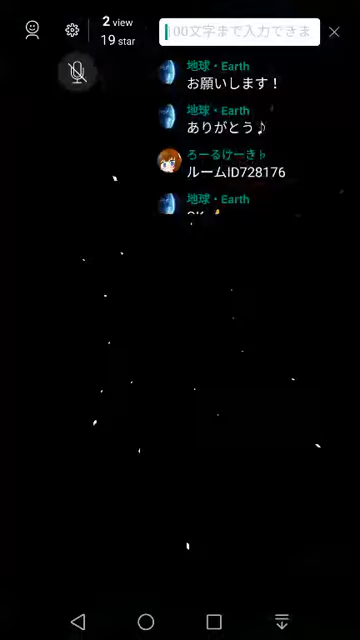 2 view
19 star
100文字まで入力できま
地球・Earth
お願いします！
地球・Earth
ありがとう♪
ろーるけーき♭
ルームID728176
地球・Earth